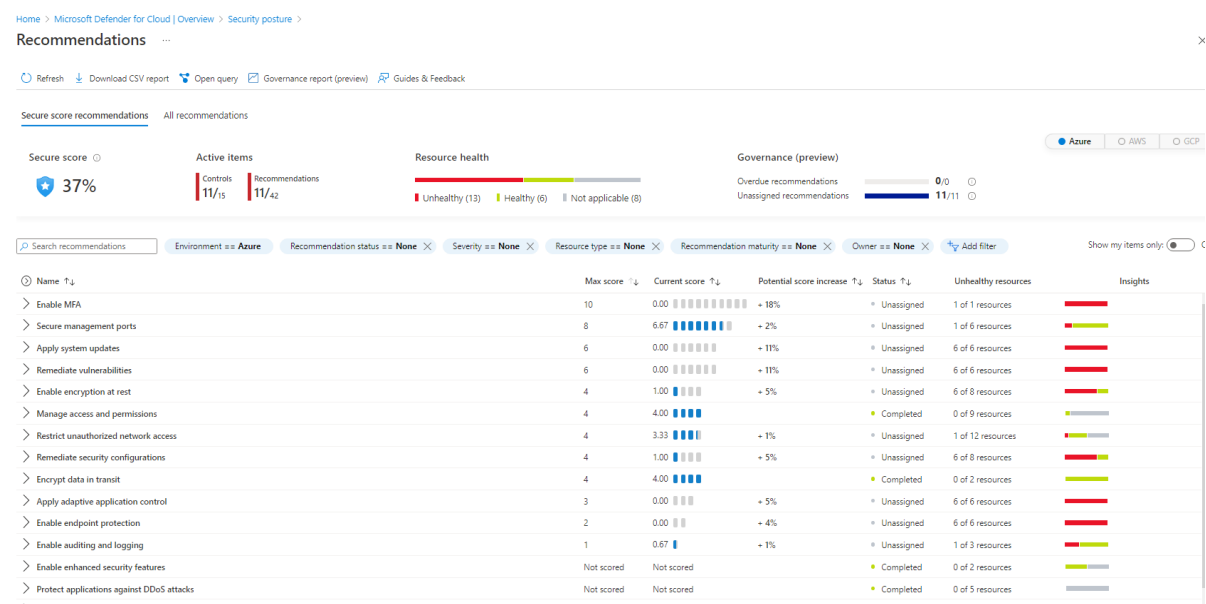 Home > Microsoft Defender for Cloud | Overview > Security posture >
Recommendations ...
Refresh Download CSV report Open query Governance report (preview) Guides & Feedback
Secure score recommendations All recommendations
Azure AWS GCP
Secure score Active items Resource health Governance (preview)
37%
Controls Recommendations
11/15 11/42
Unhealthy (13) Healthy (6) Not applicable (8)
Overdue recommendations 0/0
Unassigned recommendations 11/11
Search recommendations Environment == Azure Recommendation status == None Severity == None Resource type == None Recommendation maturity == None Owner == None Add filter Show my items only:
Name Max score Current score Potential score increase Status Unhealthy resources Insights
Enable MFA 10 0.00 + 18% Unassigned 1 of 1 resources
Secure management ports 8 6.67 + 2% Unassigned 1 of 6 resources
Apply system updates 6 0.00 + 11% Unassigned 6 of 6 resources
Remediate vulnerabilities 6 0.00 + 11% Unassigned 6 of 6 resources
Enable encryption at rest 4 1.00 + 5% Unassigned 6 of 8 resources
Manage access and permissions 4 4.00 Completed 0 of 9 resources
Restrict unauthorized network access 4 3.33 + 1% Unassigned 1 of 12 resources
Remediate security configurations 4 1.00 + 5% Unassigned 6 of 8 resources
Encrypt data in transit 4 4.00 Completed 0 of 2 resources
Apply adaptive application control 3 0.00 + 5% Unassigned 6 of 6 resources
Enable endpoint protection 2 0.00 + 4% Unassigned 6 of 6 resources
Enable auditing and logging 1 0.67 + 1% Unassigned 1 of 3 resources
Enable enhanced security features Not scored Not scored Completed 0 of 2 resources
Protect applications against DDoS attacks Not scored Not scored Completed 0 of 5 resources